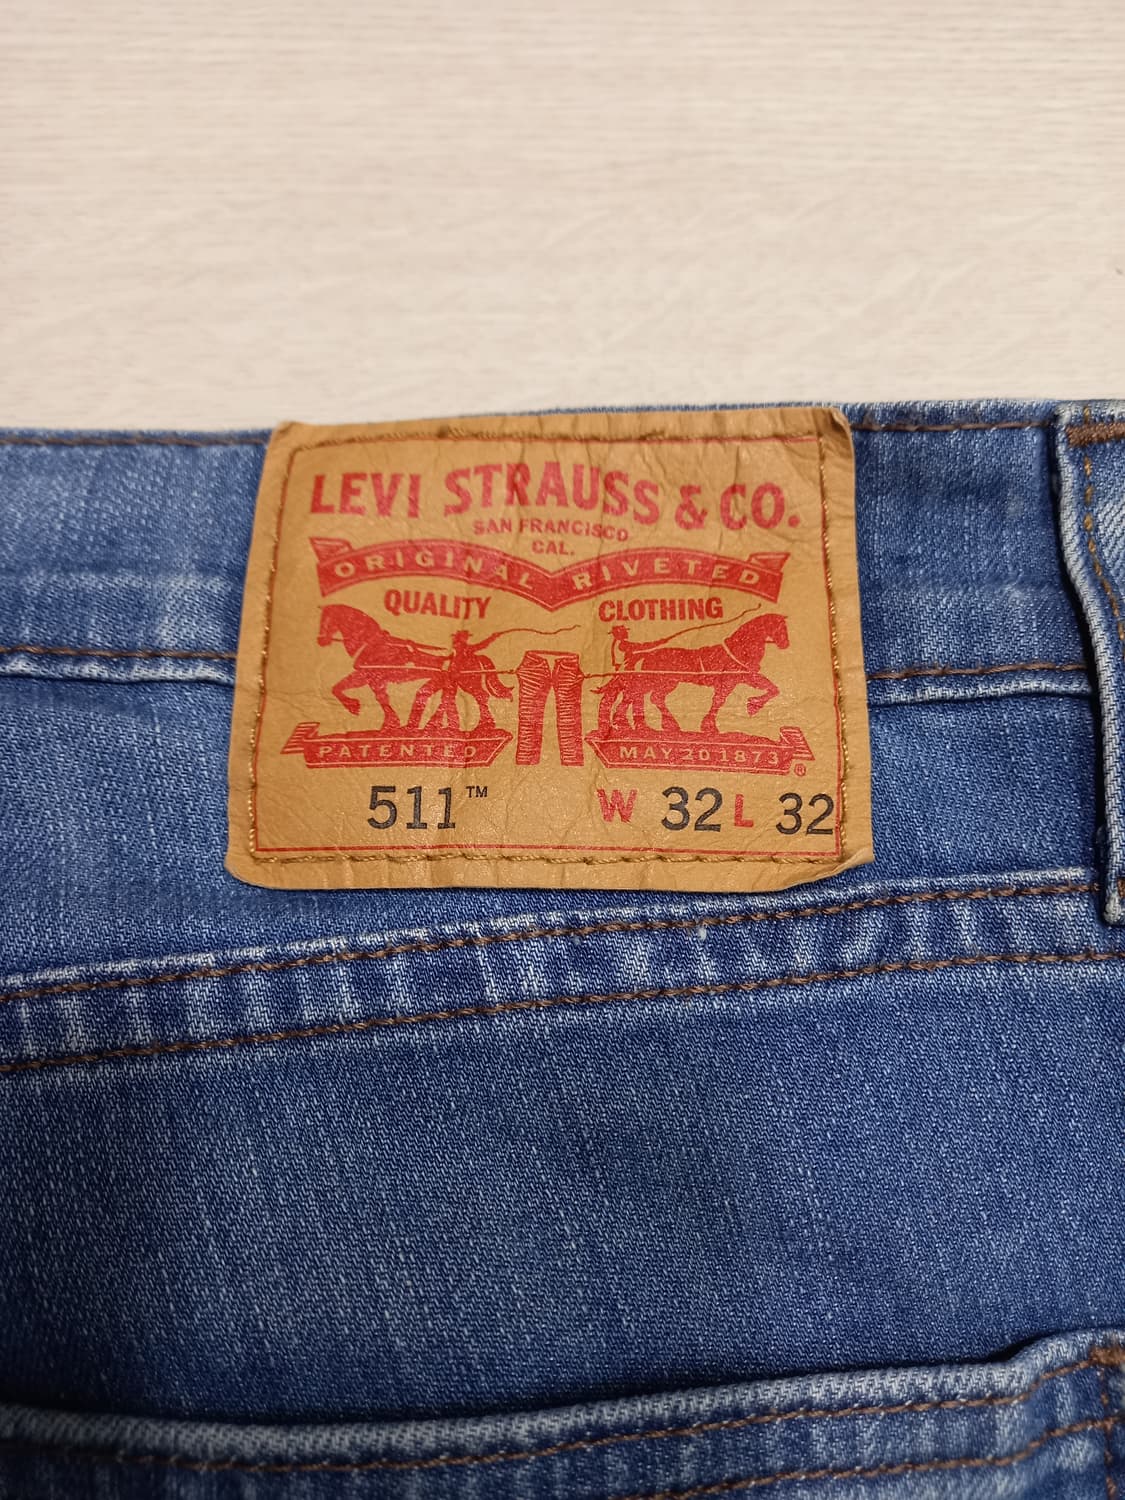 LEVI STRAUSS & CO.
SAN FRANCISCO
CAL.
ORIGINAL RIVETED
QUALITY CLOTHING
PATENTED MAY 20 1873 ®
511™ W 32 L 32